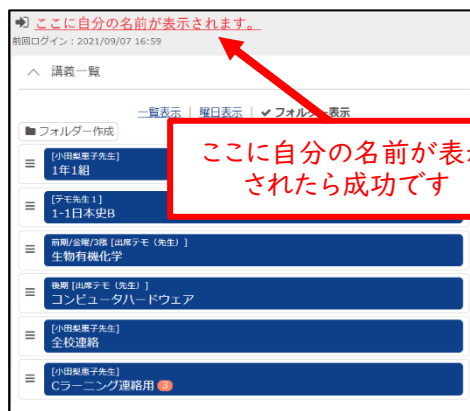 ここに自分の名前が表示されます。
前回ログイン：2021/09/07 16:59
講義一覧
一覧表示 | 曜日表示 | ✔フォルダー表示
フォルダー作成
ここに自分の名前が表示
されたら成功です
[小田梨恵子先生]
1年1組
[デモ先生１]
1-1日本史B
前期/金曜/3限 [出席デモ（先生）]
生物有機化学
後期 [出席デモ（先生）]
コンピュータハードウェア
[小田梨恵子先生]
全校連絡
[小田梨恵子先生]
Cラーニング連絡用 3